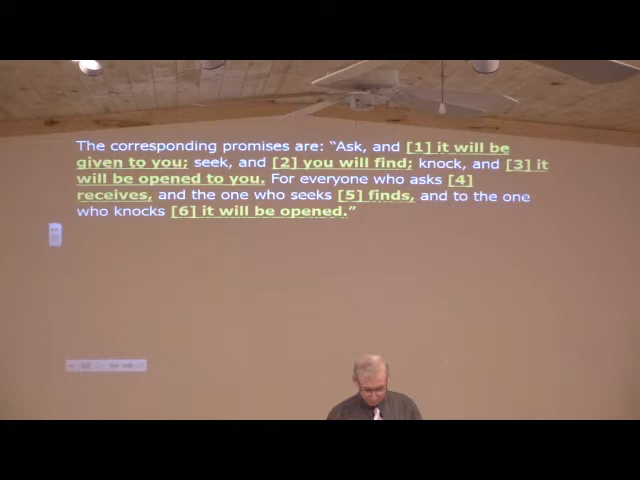 The corresponding promises are: “Ask, and [1] it will be
given to you; seek, and [2] you will find; knock, and [3] it
will be opened to you. For everyone who asks [4]
receives, and the one who seeks [5] finds, and to the one
who knocks [6] it will be opened.”